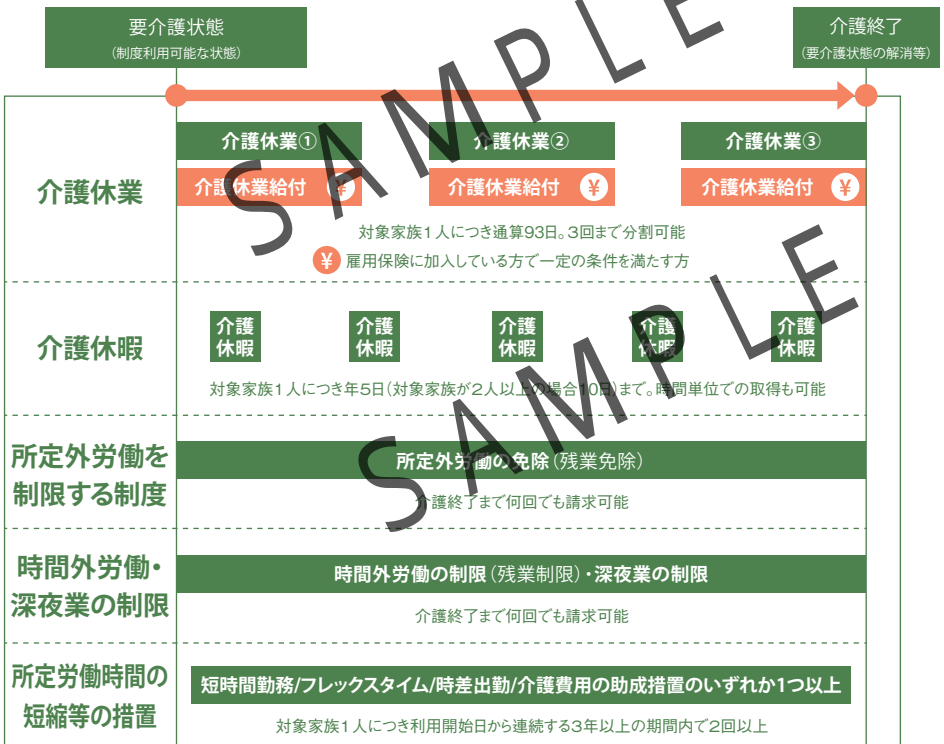 要介護状態
(制度利用可能な状態)
介護終了
(要介護状態の解消等)
介護休業
介護休業①
介護休業②
介護休業③
介護休業給付 ¥
介護休業給付 ¥
介護休業給付 ¥
対象家族1人につき通算93日。3回まで分割可能
¥ 雇用保険に加入している方で一定の条件を満たす方
介護休暇
介護
休暇
介護
休暇
介護
休暇
介護
休暇
介護
休暇
対象家族1人につき年5日(対象家族が2人以上の場合10日)まで。時間単位での取得も可能
所定外労働を
制限する制度
所定外労働の免除(残業免除)
介護終了まで何回でも請求可能
時間外労働・
深夜業の制限
時間外労働の制限(残業制限)・深夜業の制限
介護終了まで何回でも請求可能
所定労働時間の
短縮等の措置
短時間勤務/フレックスタイム/時差出勤/介護費用の助成措置のいずれか1つ以上
対象家族1人につき利用開始日から連続する3年以上の期間内で2回以上
SAMPLE
SAMPLE